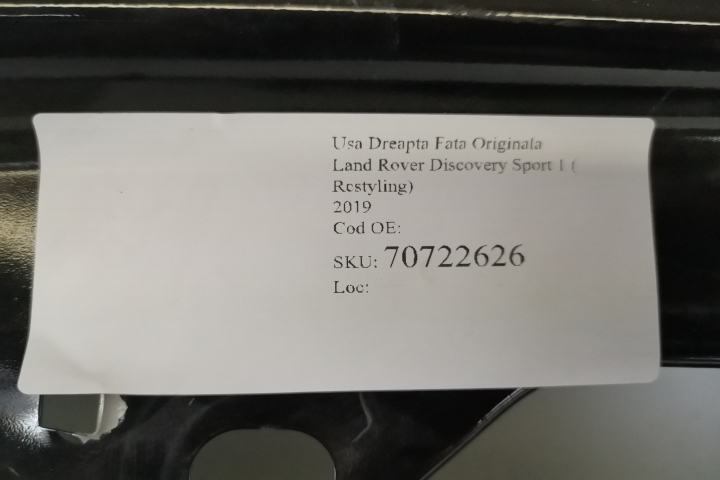 Usa Dreapta Fata Originala
Land Rover Discovery Sport 1 (
Restyling)
2019
Cod OE:
SKU: 70722626
Loc: